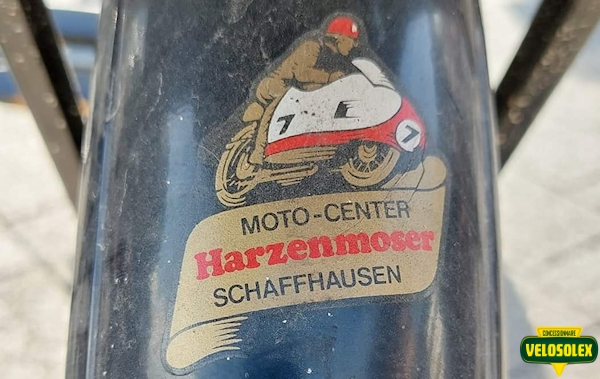 7
7
MOTO-CENTER
Harzenmoser
SCHAFFHAUSEN
CONCESSIONNAIRE
VELOSOLEX